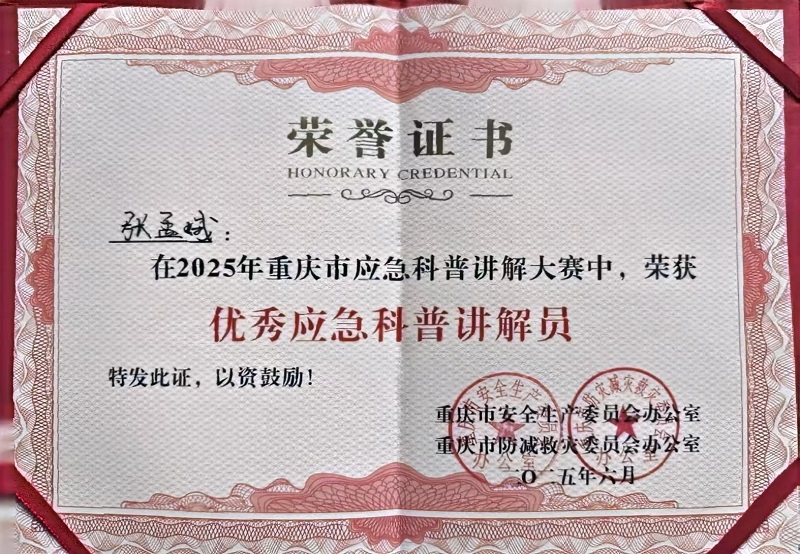 荣誉证书
HONORARY CREDENTIAL
张孟斌：
在2025年重庆市应急科普讲解大赛中，荣获
优秀应急科普讲解员
特发此证，以资鼓励！
重庆市安全生产委员会办公室
重庆市防减救灾委员会办公室
二〇二五年六月